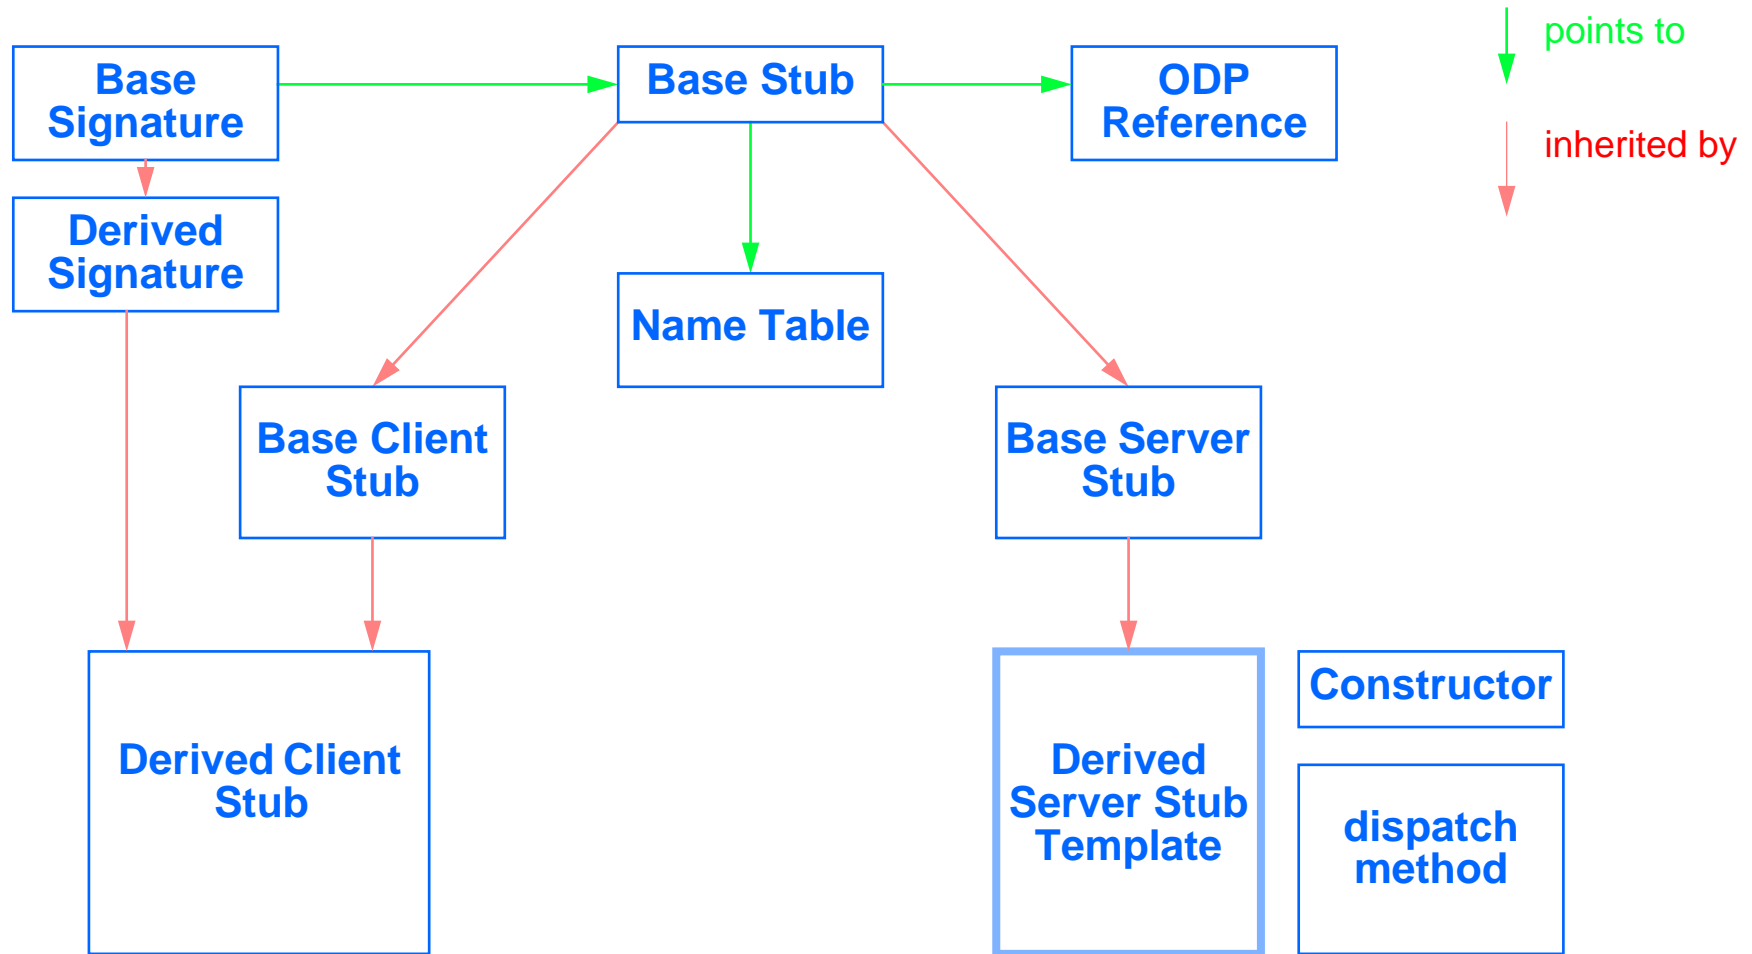 points to
inherited by
Base
Signature
Base Stub
ODP
Reference
Derived
Signature
Name Table
Base Client
Stub
Base Server
Stub
Derived Client
Stub
Derived
Server Stub
Template
Constructor
dispatch
method